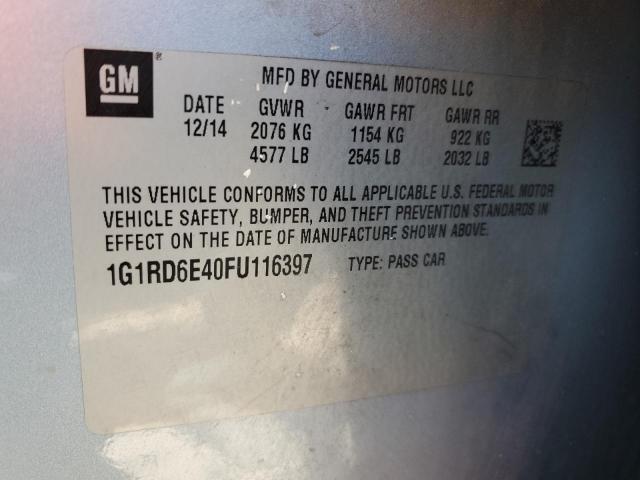 GM ®
MFD BY GENERAL MOTORS LLC
DATE GVWR GAWR FRT GAWR RR
12/14 2076 KG 1154 KG 922 KG
4577 LB 2545 LB 2032 LB
THIS VEHICLE CONFORMS TO ALL APPLICABLE U.S. FEDERAL MOTOR
VEHICLE SAFETY, BUMPER, AND THEFT PREVENTION STANDARDS IN
EFFECT ON THE DATE OF MANUFACTURE SHOWN ABOVE.
1G1RD6E40FU116397 TYPE: PASS CAR